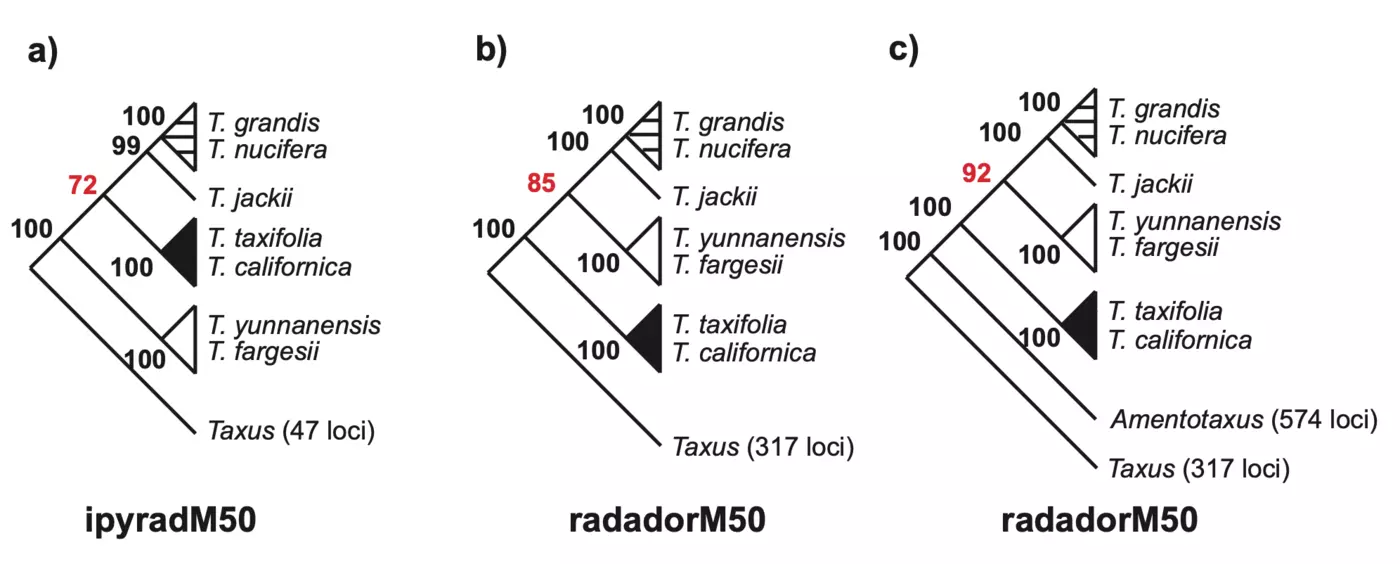 a)
100
T. grandis
99
T. nucifera
72
T. jackii
100
T. taxifolia
100
T. californica
T. yunnanensis
100
T. fargesii
Taxus (47 loci)
ipyradM50
b)
100
T. grandis
100
T. nucifera
85
T. jackii
100
T. yunnanensis
100
T. fargesii
T. taxifolia
100
T. californica
Taxus (317 loci)
radadorM50
c)
100
T. grandis
100
T. nucifera
92
T. jackii
100
T. yunnanensis
100
100
T. fargesii
T. taxifolia
100
T. californica
Amentotaxus (574 loci)
Taxus (317 loci)
radadorM50